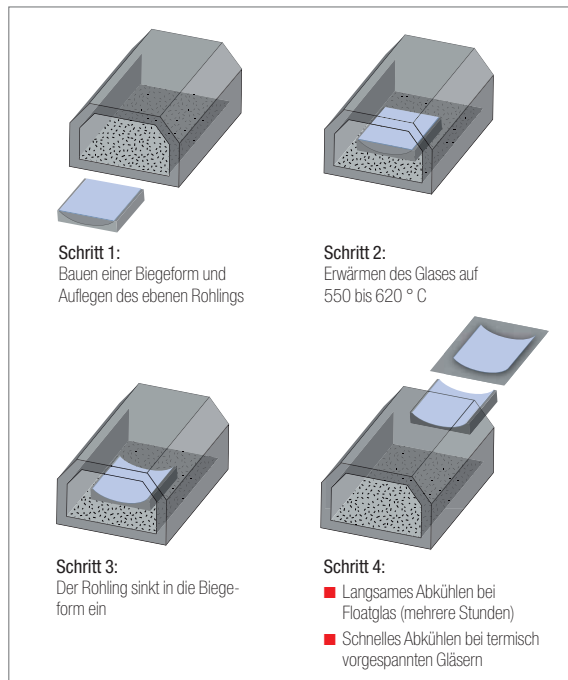 Schritt 1:
Bauen einer Biegeform und
Auflegen des ebenen Rohlings
Schritt 2:
Erwärmen des Glases auf
550 bis 620 ° C
Schritt 3:
Der Rohling sinkt in die Biege-
form ein
Schritt 4:
Langsames Abkühlen bei
Floatglas (mehrere Stunden)
Schnelles Abkühlen bei termisch
vorgespannten Gläsern